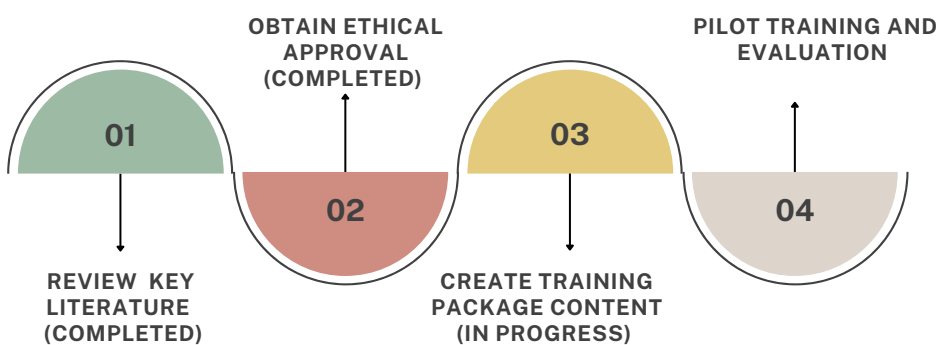 01
REVIEW KEY
LITERATURE
(COMPLETED)
OBTAIN ETHICAL
APPROVAL
(COMPLETED)
02
03
CREATE TRAINING
PACKAGE CONTENT
(IN PROGRESS)
PILOT TRAINING AND
EVALUATION
04